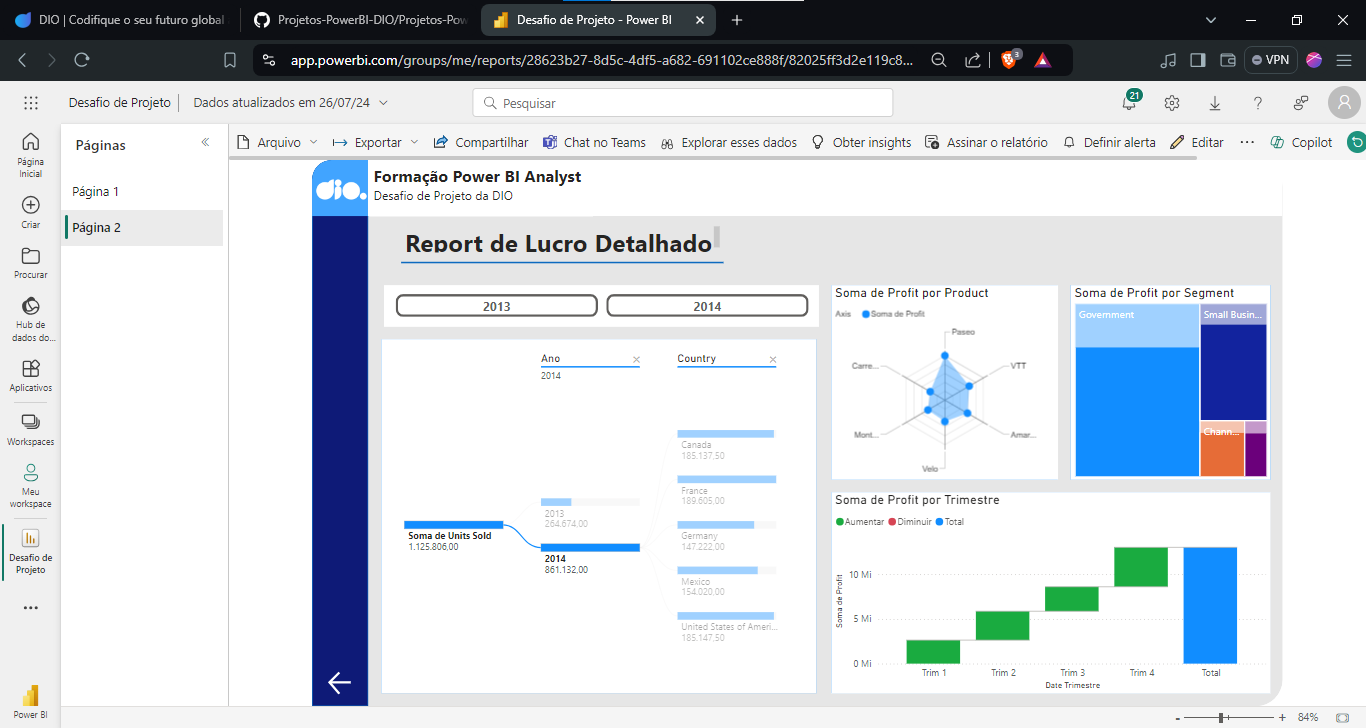 DIO | Codifique o seu futuro global
Projetos-PowerBI-DIO/Projetos-Pow
Desafio de Projeto - Power BI
app.powerbi.com/groups/me/reports/28623b27-8d5c-4df5-a682-691102ce888f/82025ff3d2e119c8...
3
VPN
Desafio de Projeto
Dados atualizados em 26/07/24
Pesquisar
21
Página Inicial
Criar
Procurar
Hub de dados do...
Aplicativos
Workspaces
Meu workspace
Desafio de Projeto
Power BI
Páginas
Página 1
Página 2
Arquivo
Exportar
Compartilhar
Chat no Teams
Explorar esses dados
Obter insights
Assinar o relatório
Definir alerta
Editar
Copilot
dio.
Formação Power BI Analyst
Desafio de Projeto da DIO
Report de Lucro Detalhado
2013
2014
Ano
2014
Country
Soma de Units Sold
1.125.806,00
2013
264.674,00
2014
861.132,00
Canada
185.137,50
France
189.605,00
Germany
147.222,00
Mexico
154.020,00
United States of Ameri...
185.147,50
Soma de Profit por Product
Axis
Soma de Profit
Paseo
VTT
Amar...
Velo
Mont...
Carre...
Soma de Profit por Segment
Government
Small Busin...
Chann...
Soma de Profit por Trimestre
Aumentar
Diminuir
Total
Soma de Profit
10 Mi
5 Mi
0 Mi
Trim 1
Trim 2
Trim 3
Trim 4
Total
Date Trimestre
- + 84%